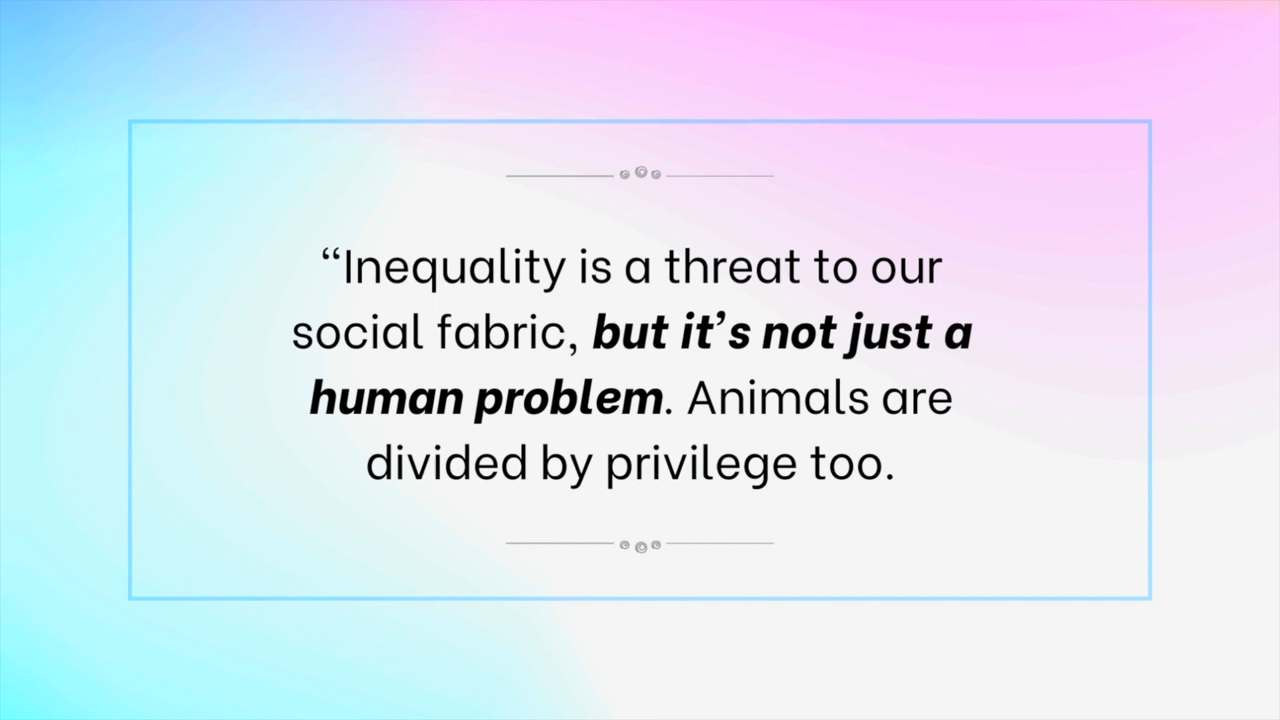 “Inequality is a threat to our
social fabric, but it’s not just a
human problem. Animals are
divided by privilege too.